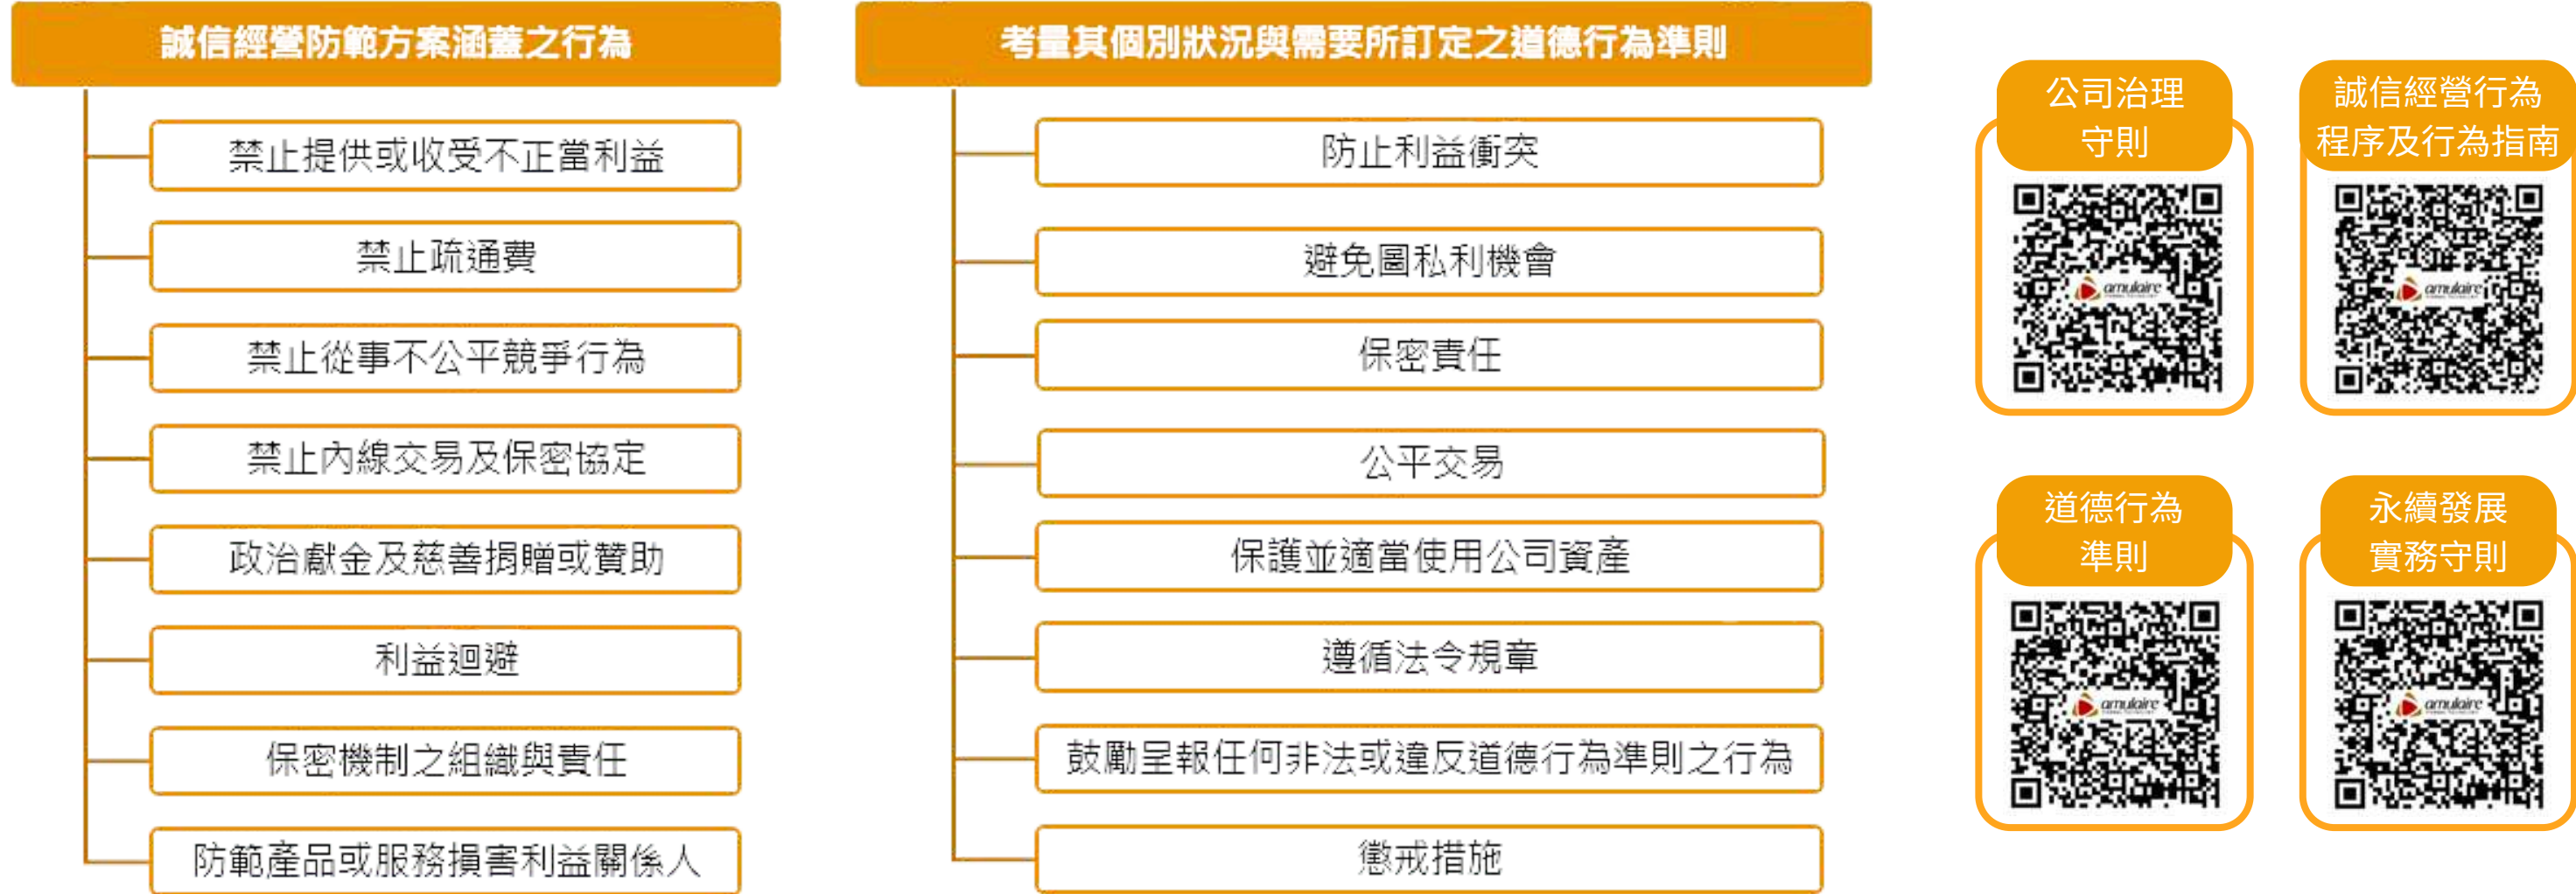 誠信經營防範方案涵蓋之行為
禁止提供或收受不正當利益
禁止疏通費
禁止從事不公平競爭行為
禁止內線交易及保密協定
政治獻金及慈善捐贈或贊助
利益迴避
保密機制之組織與責任
防範產品或服務損害利益關係人
考量其個別狀況與需要所訂定之道德行為準則
防止利益衝突
避免圖私利機會
保密責任
公平交易
保護並適當使用公司資產
遵循法令規章
鼓勵呈報任何非法或違反道德行為準則之行為
懲戒措施
公司治理
守則
amulaire
誠信經營行為
程序及行為指南
amulaire
道德行為
準則
amulaire
永續發展
實務守則
amulaire